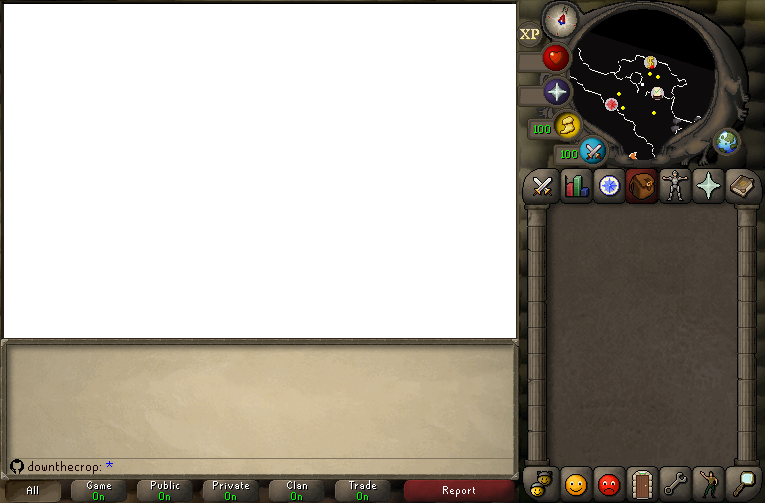 XP
100
100
downthecrop: *
All
Game
On
Public
On
Private
On
Clan
On
Trade
On
Report